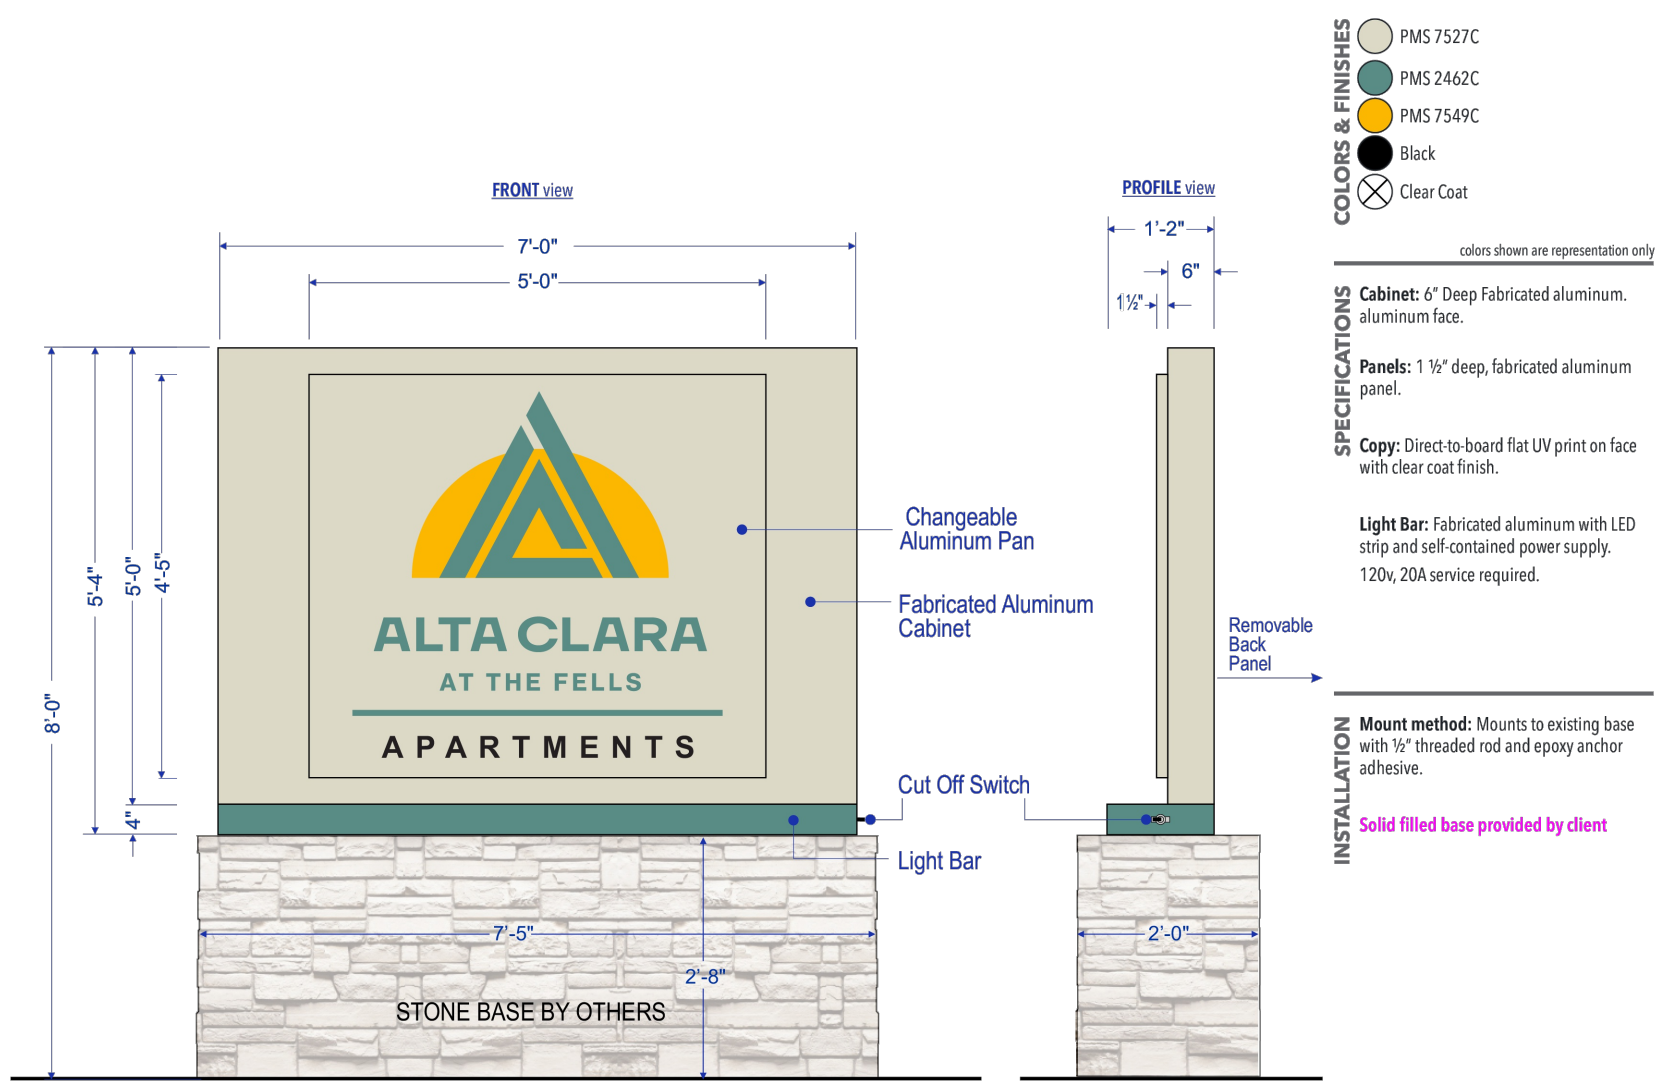 FRONT view
7'-0"
5'-0"
8'-0"
5'-4"
5'-0"
4'-5"
4"
ALTA CLARA
AT THE FELLS
APARTMENTS
Changeable
Aluminum Pan
Fabricated Aluminum
Cabinet
Cut Off Switch
Light Bar
7'-5"
2'-8"
STONE BASE BY OTHERS
PROFILE view
1'-2"
6"
1½"
Removable
Back
Panel
2'-0"
COLORS & FINISHES
PMS 7527C
PMS 2462C
PMS 7549C
Black
Clear Coat
colors shown are representation only
SPECIFICATIONS
Cabinet: 6" Deep Fabricated aluminum.
aluminum face.
Panels: 1 ½" deep, fabricated aluminum
panel.
Copy: Direct-to-board flat UV print on face
with clear coat finish.
Light Bar: Fabricated aluminum with LED
strip and self-contained power supply.
120v, 20A service required.
INSTALLATION
Mount method: Mounts to existing base
with ½" threaded rod and epoxy anchor
adhesive.
Solid filled base provided by client